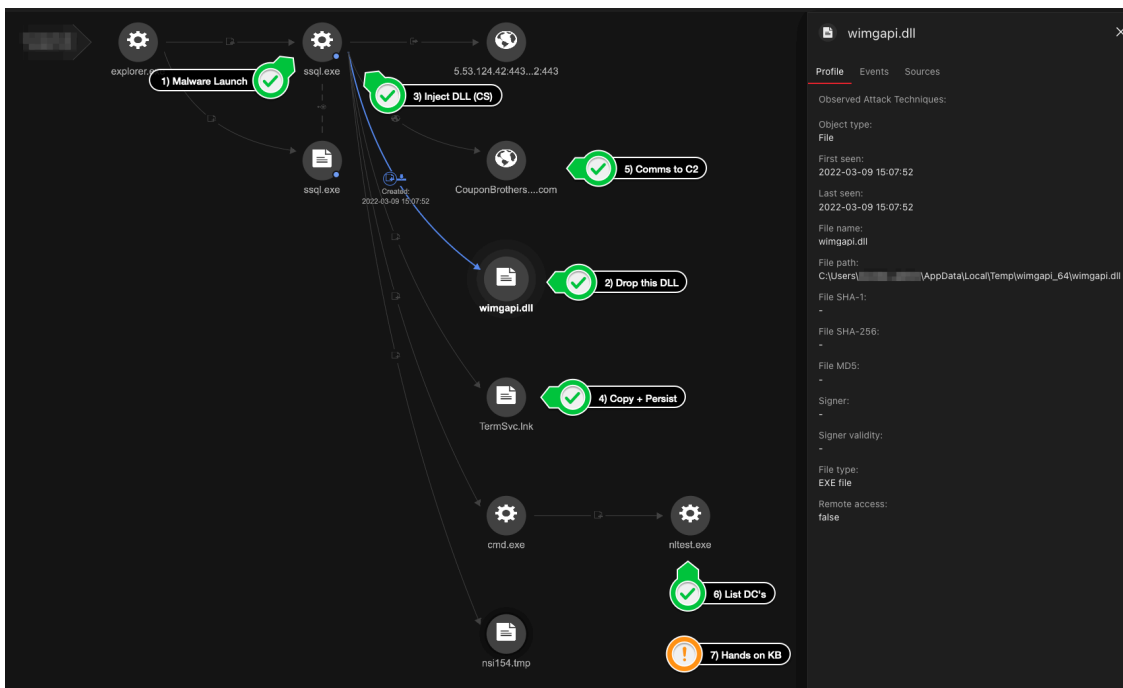 explorer.e
1) Malware Launch
ssql.exe
5.53.124.42:443...2:443
3) Inject DLL (CS)
ssql.exe
Created:
2022-03-09 15:07:52
CouponBrothers....com
5) Comms to C2
wimgapi.dll
2) Drop this DLL
TermSvc.lnk
4) Copy + Persist
cmd.exe
nltest.exe
6) List DC's
nsi154.tmp
7) Hands on KB
wimgapi.dll
Profile Events Sources
Observed Attack Techniques:
Object type:
File
First seen:
2022-03-09 15:07:52
Last seen:
2022-03-09 15:07:52
File name:
wimgapi.dll
File path:
C:\Users\ \AppData\Local\Temp\wimgapi_64\wimgapi.dll
File SHA-1:
-
File SHA-256:
-
File MD5:
-
Signer:
-
Signer validity:
-
File type:
EXE file
Remote access:
false